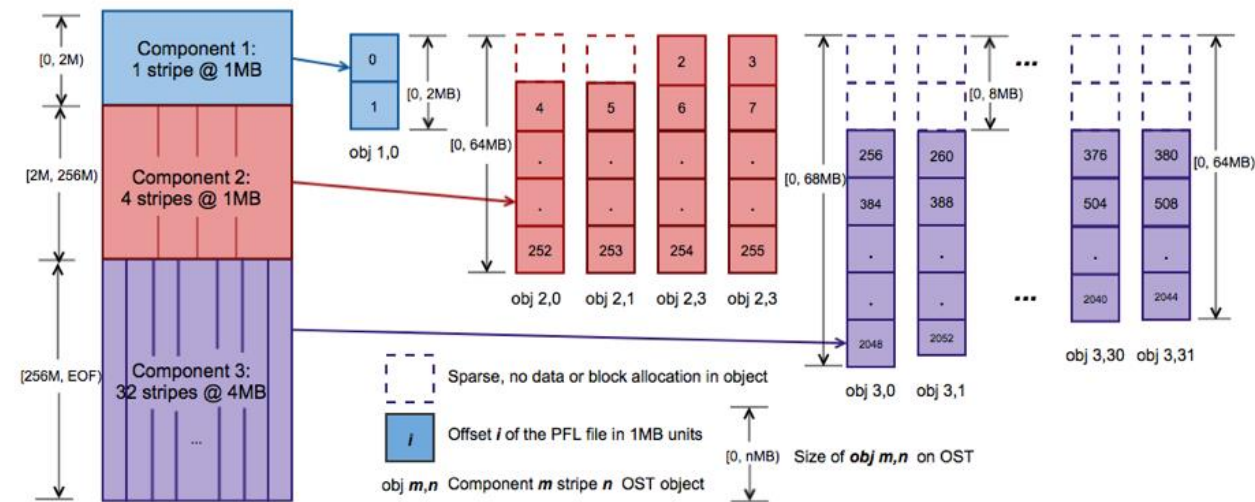 Component 1:
1 stripe @ 1MB
[0, 2M)
Component 2:
4 stripes @ 1MB
[2M, 256M)
Component 3:
32 stripes @ 4MB
...
[256M, EOF)
0
1
[0, 2MB)
obj 1,0
[0, 64MB)
2 3
4 5 6 7
. . . .
. . . .
252 253 254 255
obj 2,0 obj 2,1 obj 2,3 obj 2,3
[0, 68MB)
[0, 8MB)
...
[0, 64MB)
256 260 376 380
384 388 504 508
. . . .
. . 2040 2044
2048 2052
...
obj 3,0 obj 3,1
obj 3,30 obj 3,31
Sparse, no data or block allocation in object
i Offset i of the PFL file in 1MB units
obj m,n Component m stripe n OST object
[0, nMB) Size of obj m,n on OST